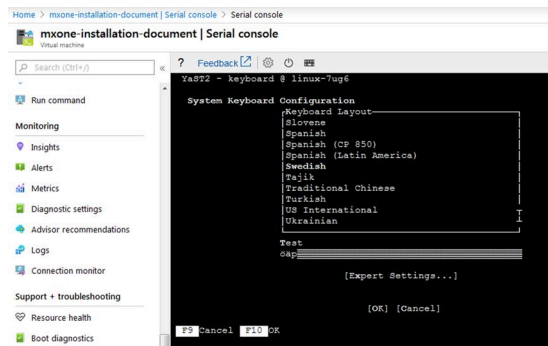 Home > mxone-installation-document | Serial console > Serial console
mxone-installation-document | Serial console
Virtual machine
Search (Ctrl+/)
«
? Feedback
Run command
Monitoring
Insights
Alerts
Metrics
Diagnostic settings
Advisor recommendations
Logs
Connection monitor
Support + troubleshooting
Resource health
Boot diagnostics
YaST2 - keyboard @ linux-7ug6
System Keyboard Configuration
Keyboard Layout
Slovene
Spanish
Spanish (CP 850)
Spanish (Latin America)
Swedish
Tajik
Traditional Chinese
Turkish
US International
Ukrainian
Test
öäp
[Expert Settings...]
[OK] [Cancel]
F9 Cancel F10 OK